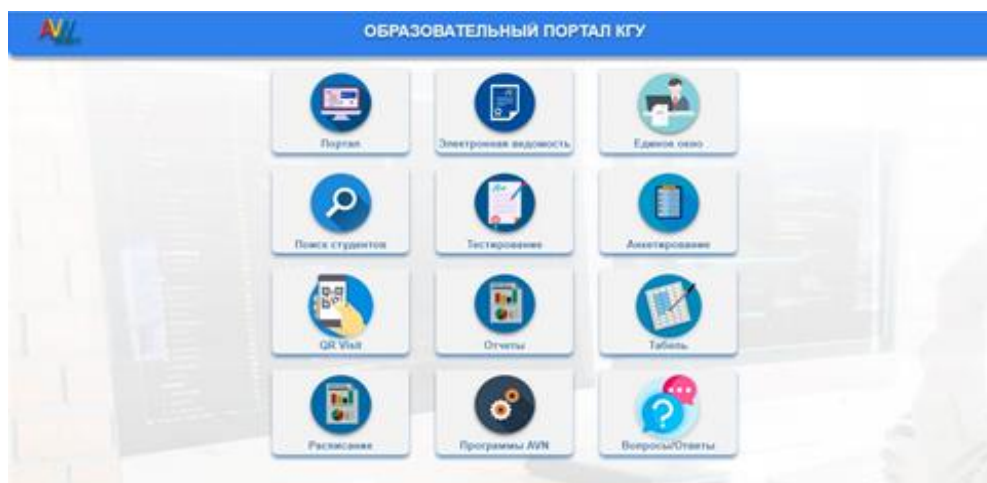 AVN
ОБРАЗОВАТЕЛЬНЫЙ ПОРТАЛ КГУ
Портал
Электронная ведомость
Единое окно
Поиск студентов
Тестирование
Анкетирование
QR Visit
Отчеты
Табель
Расписание
Программы AVN
Вопросы/Ответы